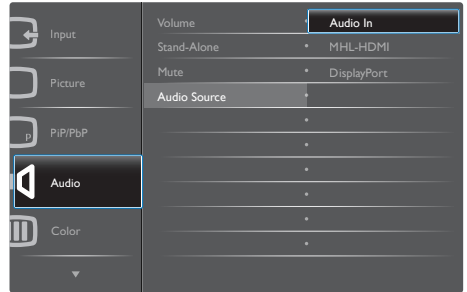 Input
Picture
P
PiP/PbP
Audio
Color
Volume
Stand-Alone
Mute
Audio Source
Audio In
MHL-HDMI
DisplayPort